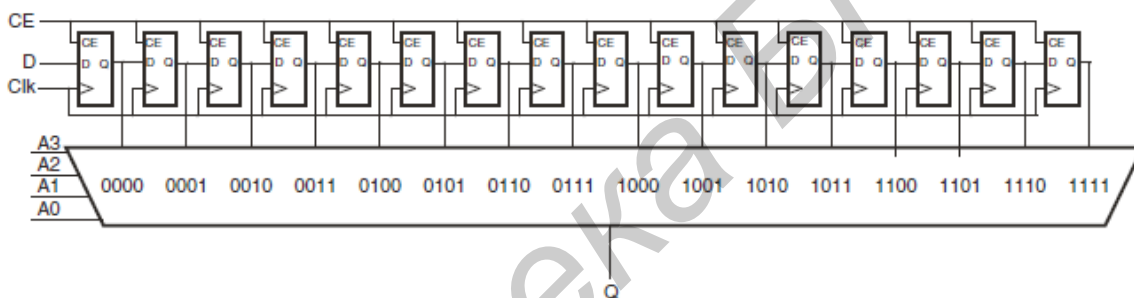 CE
CE CE CE CE CE CE CE CE CE CE CE CE CE CE CE CE
D
D Q D Q D Q D Q D Q D Q D Q D Q D Q D Q D Q D Q D Q D Q D Q D Q
Clk
A3
A2
A1 0000 0001 0010 0011 0100 0101 0110 0111 1000 1001 1010 1011 1100 1101 1110 1111
A0
Q
ека